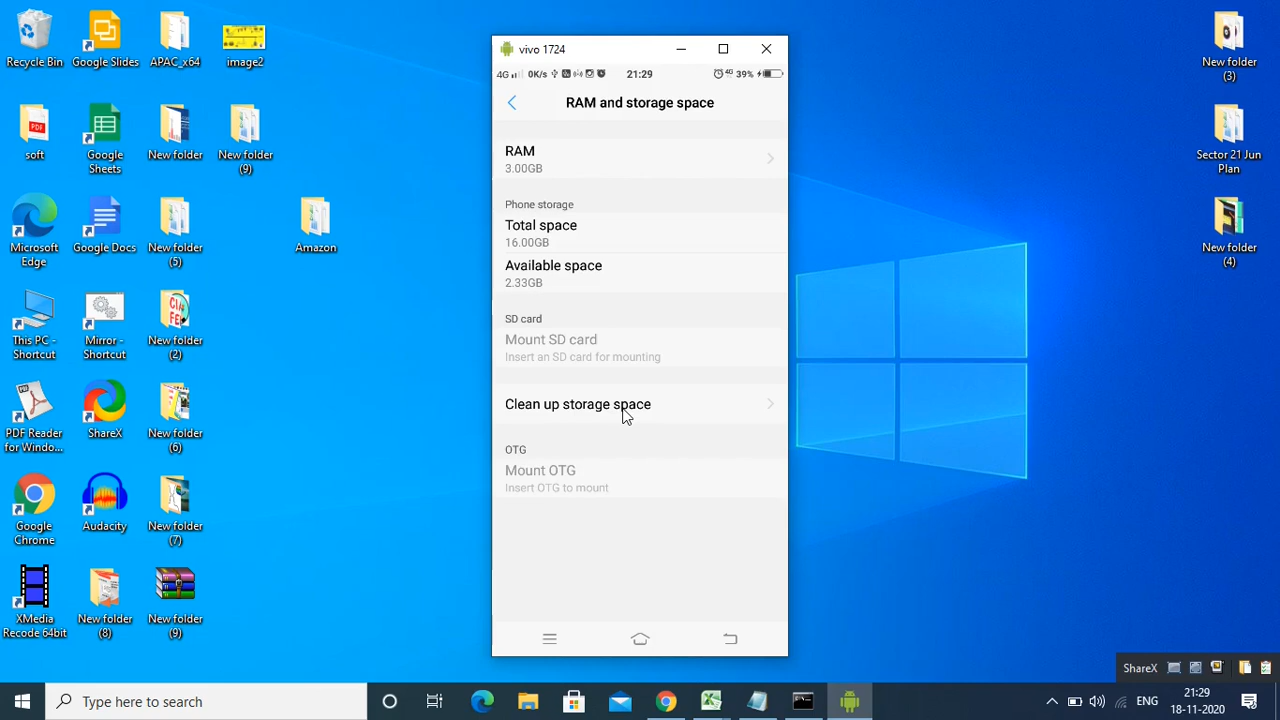 Recycle Bin
Google Slides
APAC_x64
image2
soft
Google
Sheets
New folder
New folder
(9)
Microsoft
Edge
Google Docs
New folder
(5)
Amazon
This PC -
Shortcut
Mirror -
Shortcut
New folder
(2)
PDF Reader
for Windo...
ShareX
New folder
(6)
Google
Chrome
Audacity
New folder
(7)
XMedia
Recode 64bit
New folder
(8)
New folder
(9)
vivo 1724
4G 0K/s
21:29
4G 39%
RAM and storage space
RAM
3.00GB
Phone storage
Total space
16.00GB
Available space
2.33GB
SD card
Mount SD card
Insert an SD card for mounting
Clean up storage space
OTG
Mount OTG
Insert OTG to mount
New folder
(3)
Sector 21 Jun
Plan
New folder
(4)
ShareX
Type here to search
ENG
21:29
18-11-2020